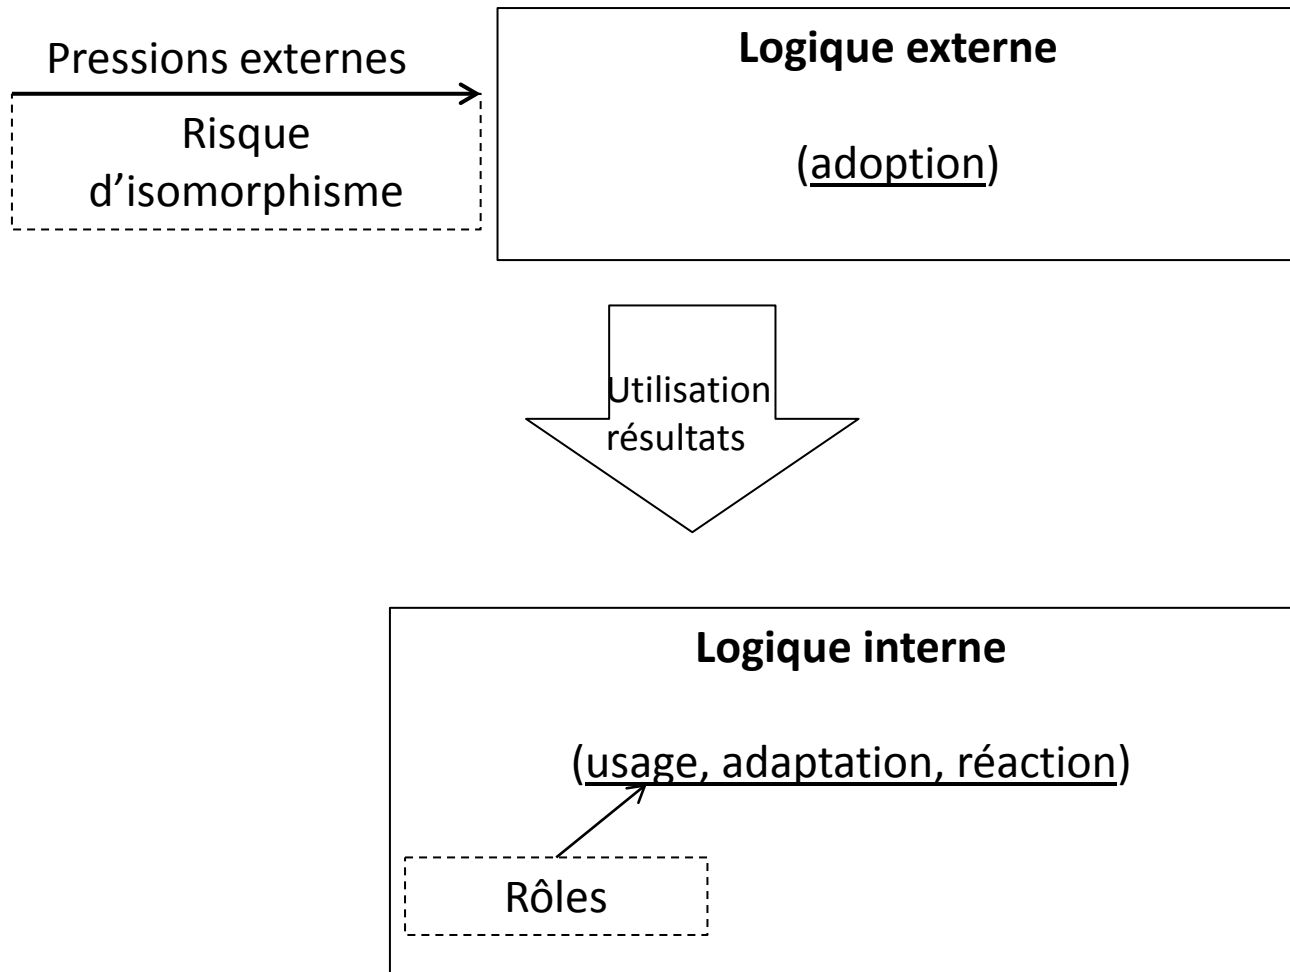 Pressions externes
Risque
d’isomorphisme
Logique externe
(adoption)
Utilisation
résultats
Logique interne
(usage, adaptation, réaction)
Rôles